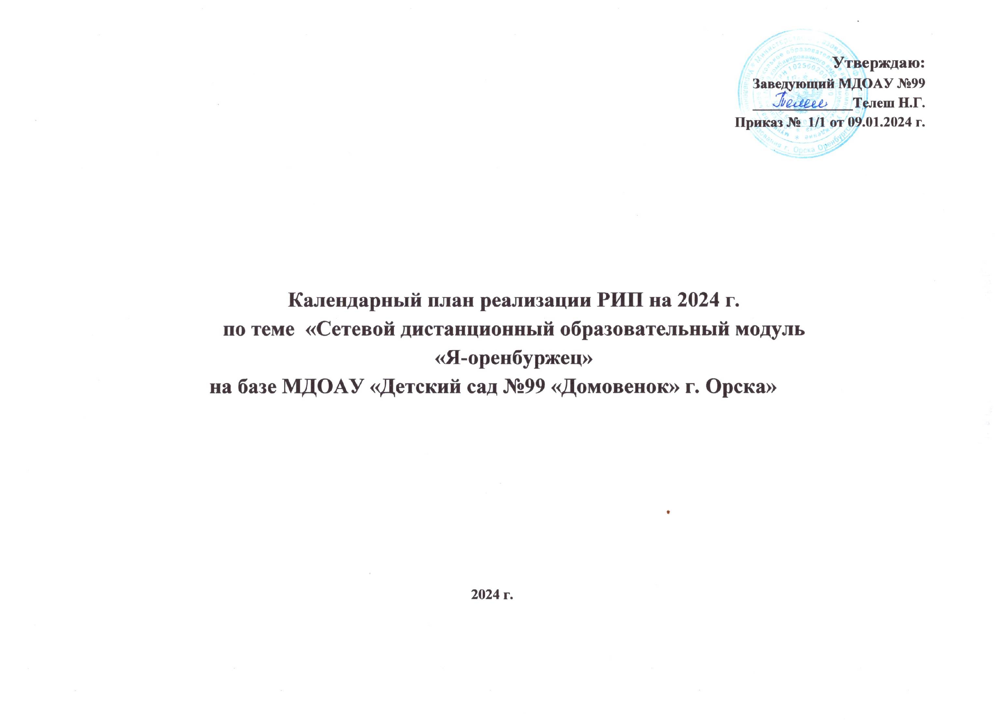 Утверждаю:
Заведующий МДОАУ №99
Телеш Н.Г.
Приказ № 1/1 от 09.01.2024 г.
Календарный план реализации РИП на 2024 г.
по теме «Сетевой дистанционный образовательный модуль
«Я-оренбуржец»
на базе МДОАУ «Детский сад №99 «Домовенок» г. Орска»
2024 г.